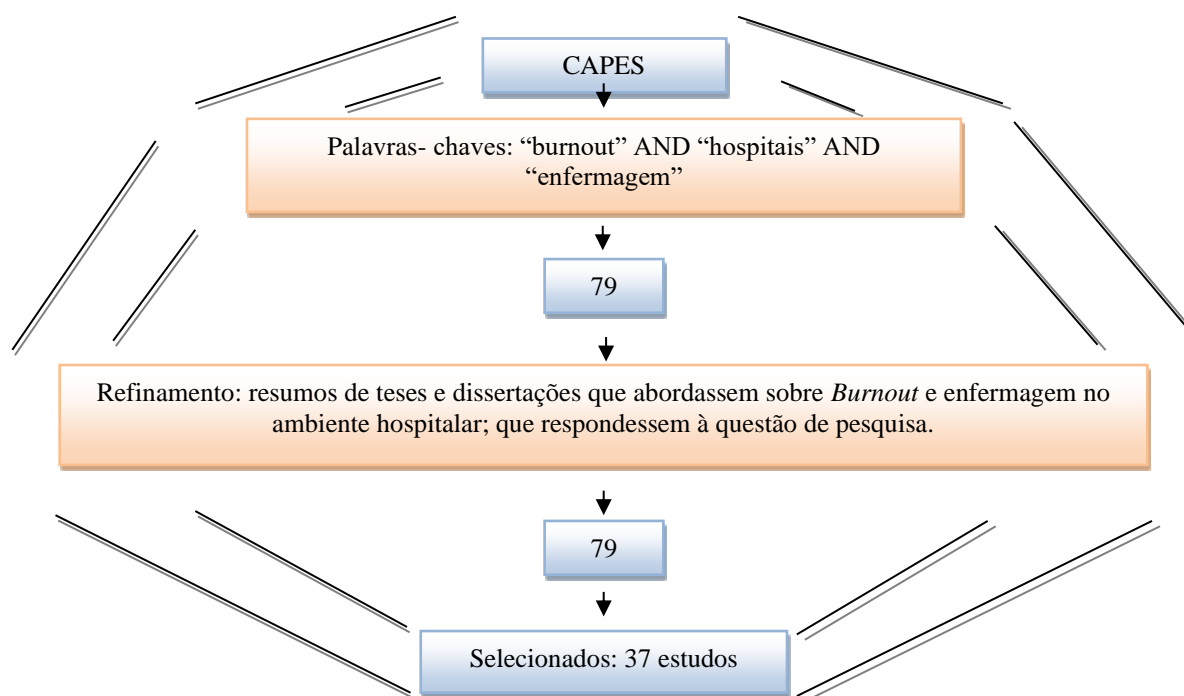 CAPES
Palavras- chaves: “burnout” AND “hospitais” AND
“enfermagem”
79
Refinamento: resumos de teses e dissertações que abordassem sobre Burnout e enfermagem no
ambiente hospitalar; que respondessem à questão de pesquisa.
79
Selecionados: 37 estudos